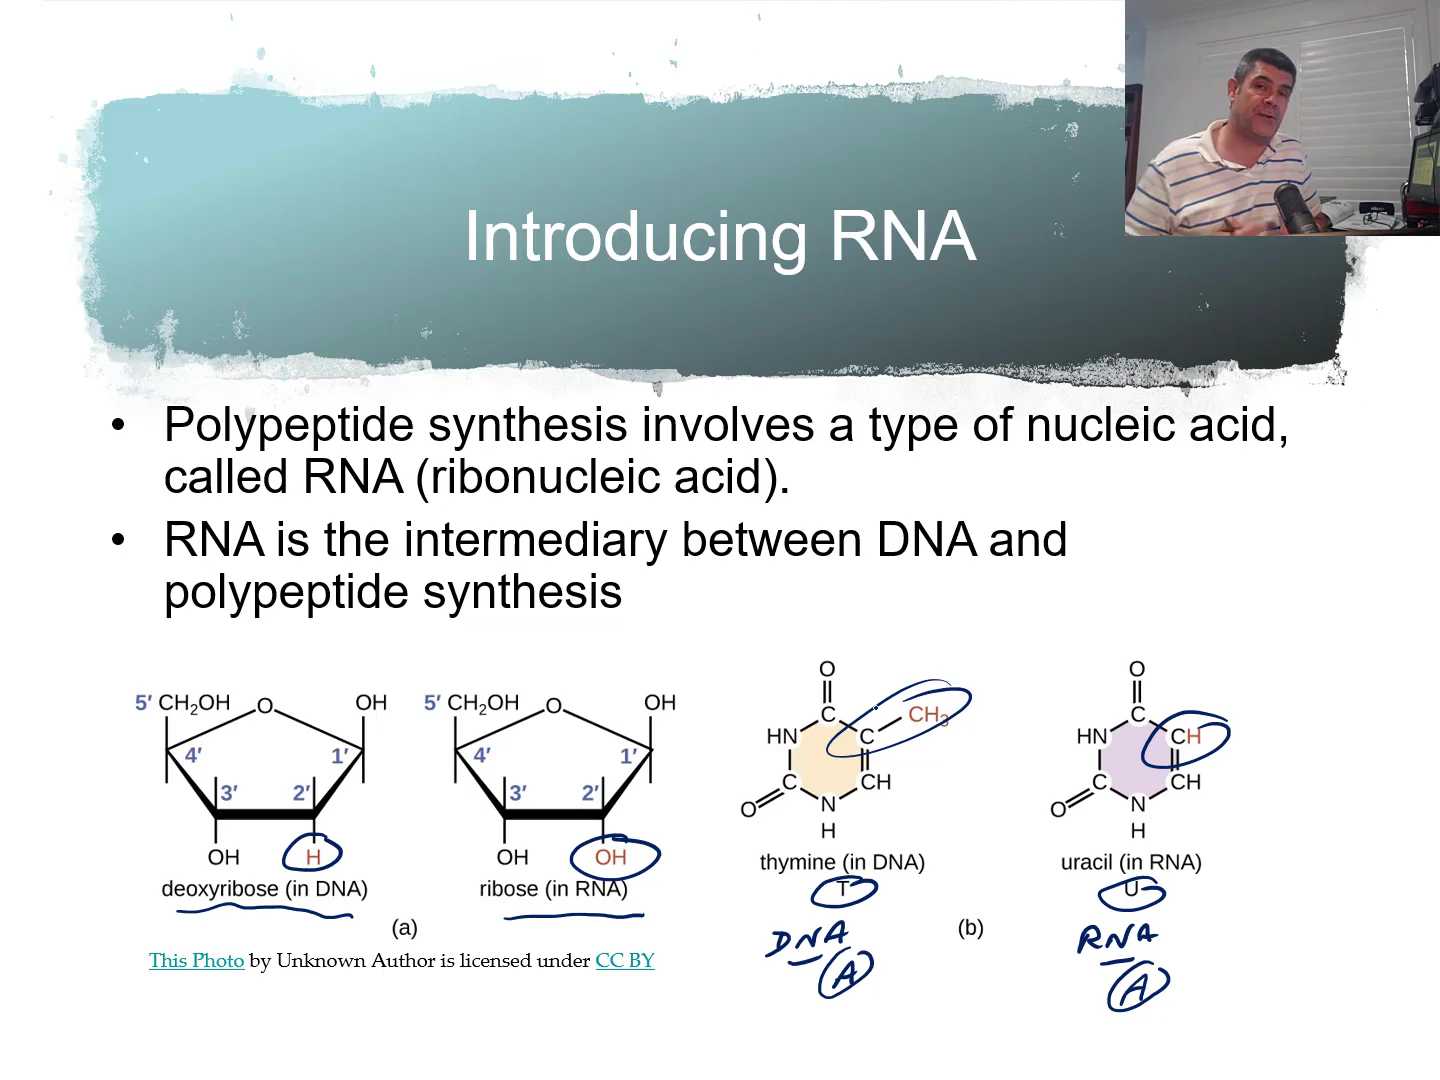 Introducing RNA
• Polypeptide synthesis involves a type of nucleic acid,
called RNA (ribonucleic acid).
• RNA is the intermediary between DNA and
polypeptide synthesis
5′ CH₂OH O OH
4′ 1′
3′ 2′
OH H
deoxyribose (in DNA)
5′ CH₂OH O OH
4′ 1′
3′ 2′
OH OH
ribose (in RNA)
(a)
O
C
HN C CH₃
C CH
O N
H
thymine (in DNA)
T
DNA
A
O
C
HN CH
C CH
O N
H
uracil (in RNA)
U
RNA
A
(b)
This Photo by Unknown Author is licensed under CC BY